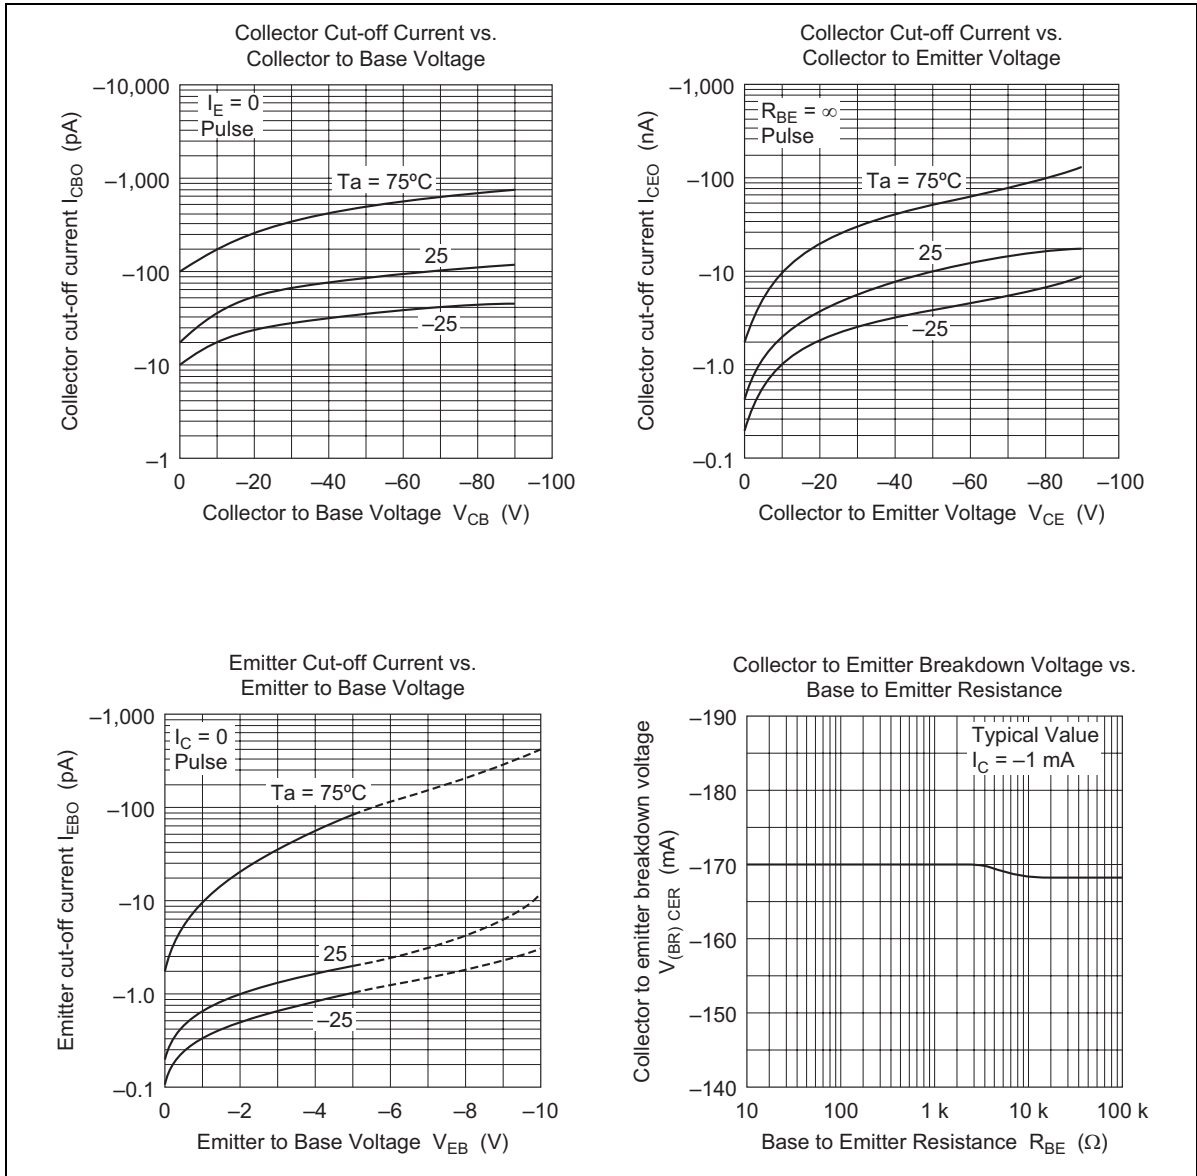 Collector Cut-off Current vs.
Collector to Base Voltage
–10,000
–1,000
–100
–10
–1
Collector cut-off current I_CBO (pA)
I_E = 0
Pulse
Ta = 75ºC
25
–25
0 –20 –40 –60 –80 –100
Collector to Base Voltage V_CB (V)
Collector Cut-off Current vs.
Collector to Emitter Voltage
–1,000
–100
–10
–1.0
–0.1
Collector cut-off current I_CEO (nA)
R_BE = ∞
Pulse
Ta = 75ºC
25
–25
0 –20 –40 –60 –80 –100
Collector to Emitter Voltage V_CE (V)
Emitter Cut-off Current vs.
Emitter to Base Voltage
–1,000
–100
–10
–1.0
–0.1
Emitter cut-off current I_EBO (pA)
I_C = 0
Pulse
Ta = 75ºC
25
–25
0 –2 –4 –6 –8 –10
Emitter to Base Voltage V_EB (V)
Collector to Emitter Breakdown Voltage vs.
Base to Emitter Resistance
–190
–180
–170
–160
–150
–140
Collector to emitter breakdown voltage
V_(BR) CER (mA)
Typical Value
I_C = –1 mA
10 100 1 k 10 k 100 k
Base to Emitter Resistance R_BE (Ω)